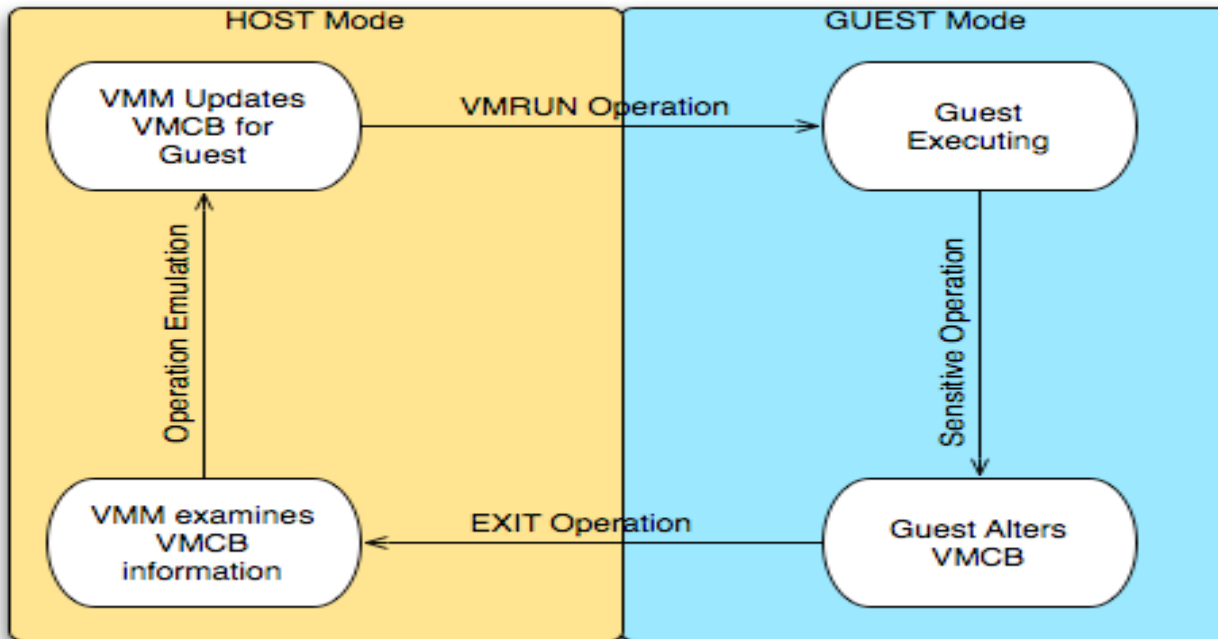 HOST Mode
GUEST Mode
VMM Updates
VMCB for
Guest
VMRUN Operation
Guest
Executing
Operation Emulation
Sensitive Operation
VMM examines
VMCB
information
EXIT Operation
Guest Alters
VMCB